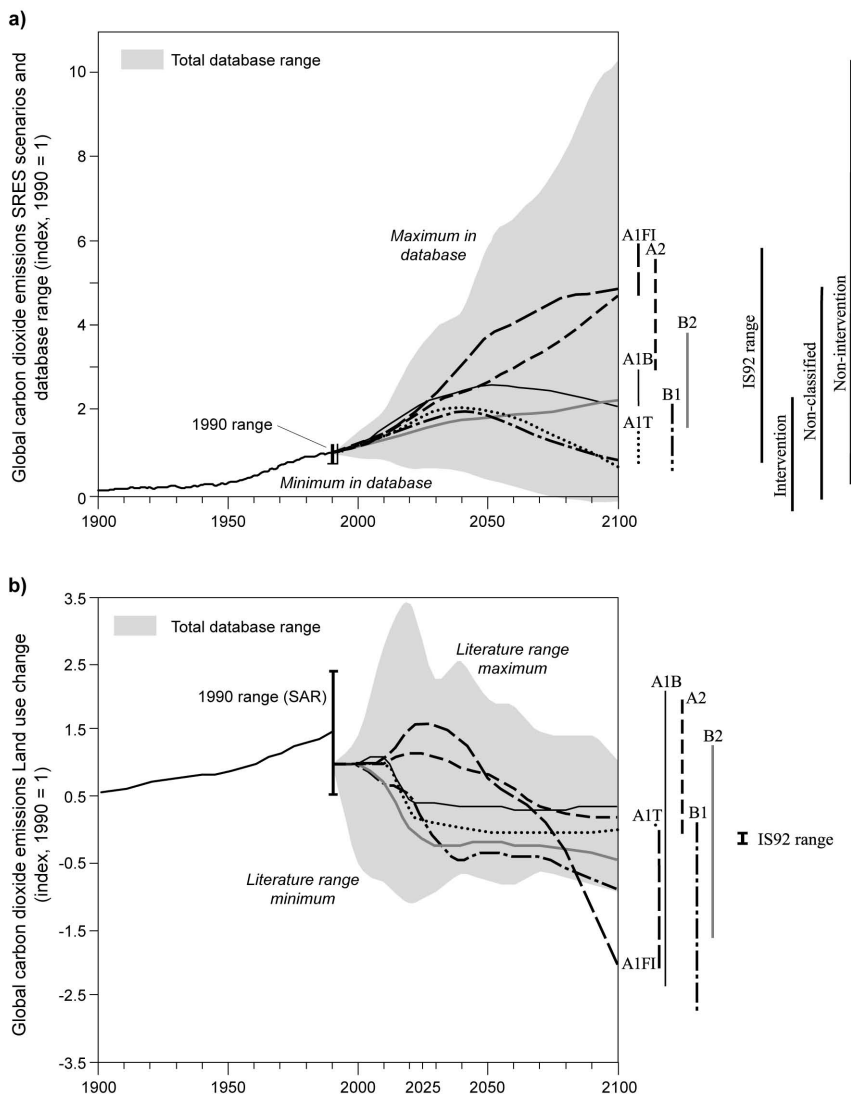 a)
Global carbon dioxide emissions SRES scenarios and
database range (index, 1990 = 1)
Total database range
10
8
6
4
2
0
Maximum in
database
1990 range
Minimum in database
1900
1950
2000
2050
2100
A1FI
A2
A1B
B2
A1T
B1
IS92 range
Intervention
Non-classified
Non-intervention
b)
Global carbon dioxide emissions Land use change
(index, 1990 = 1)
3.5
2.5
1.5
0.5
-0.5
-1.5
-2.5
-3.5
Total database range
Literature range
maximum
1990 range (SAR)
Literature range
minimum
A1B
A2
B2
A1T
B1
IS92 range
A1FI
1900
1950
2000
2025
2050
2100